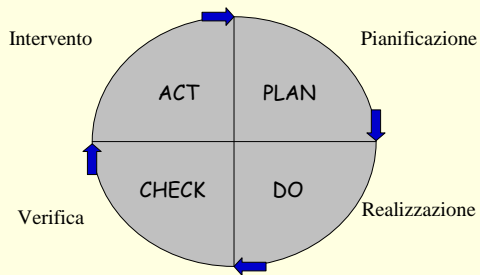 Intervento
Pianificazione
ACT
PLAN
CHECK
DO
Verifica
Realizzazione